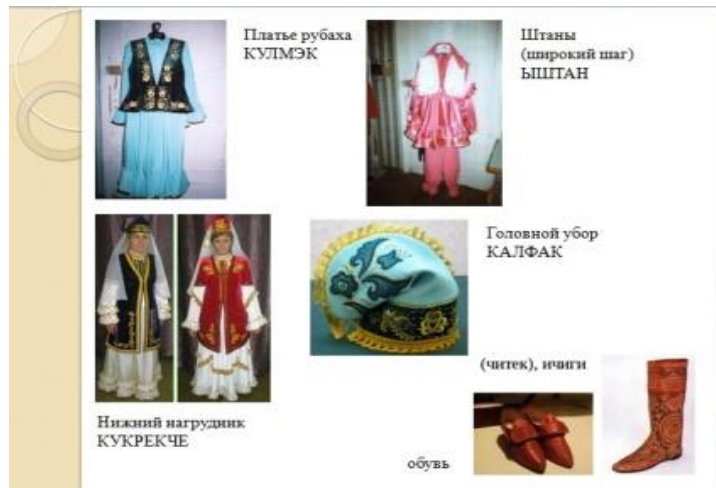 Платье рубаха
КУЛМЭК
Штаны
(широкий шаг)
ЫШТАН
Головной убор
КАЛФАК
(читек), ичиги
Нижний нагрудник
КУКРЕКЧЕ
обувь